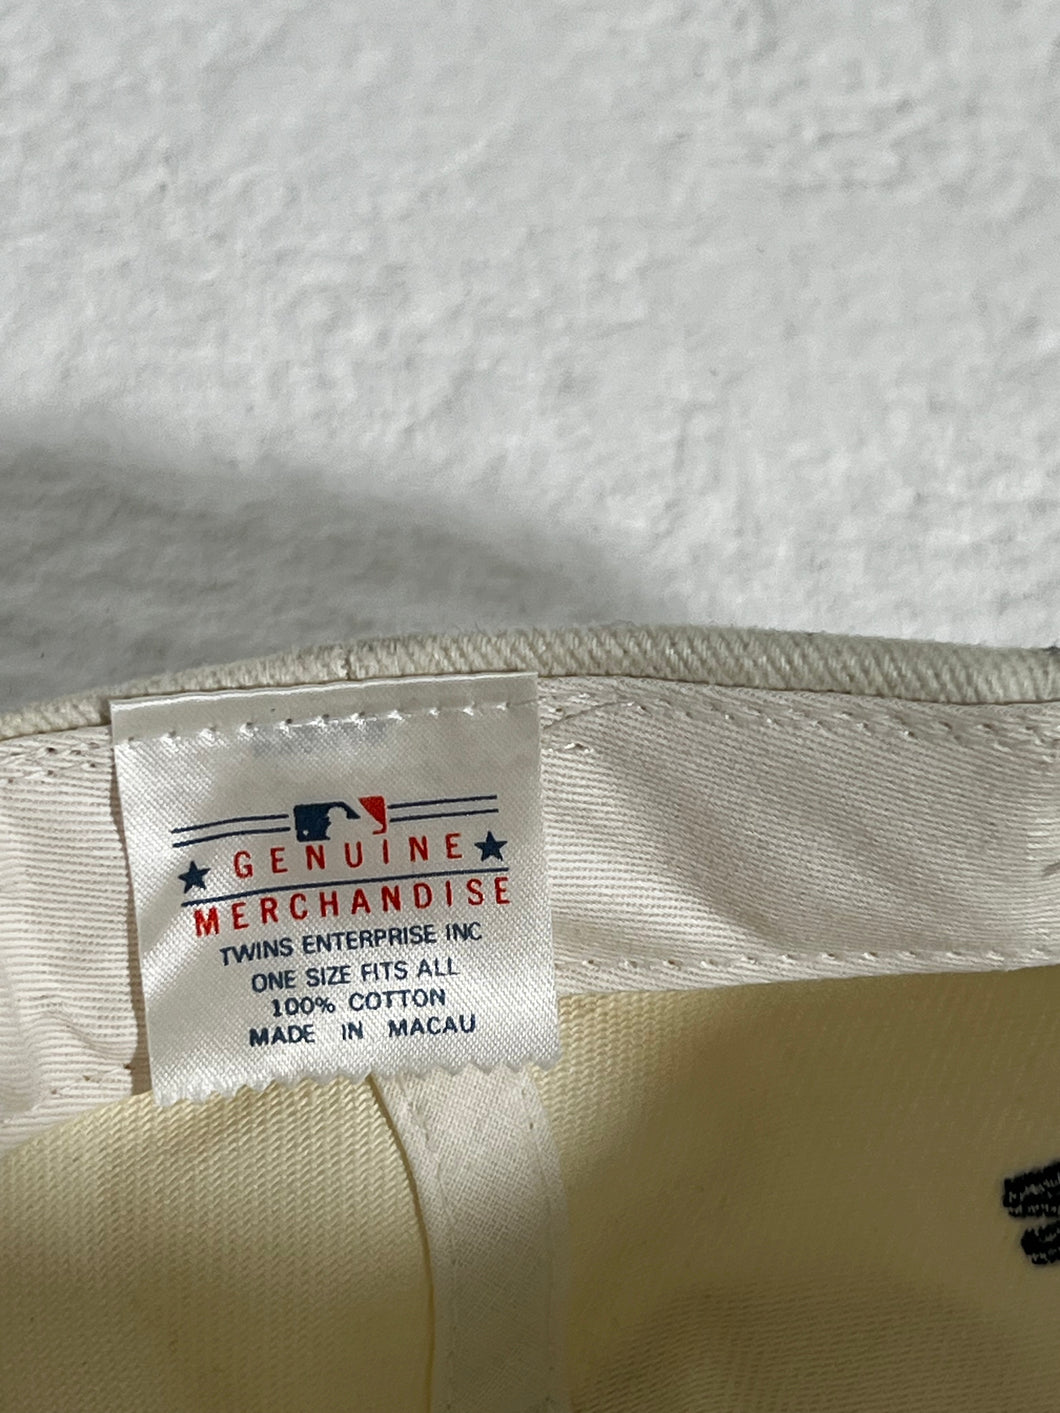 GENUINE
MERCHANDISE
TWINS ENTERPRISE INC
ONE SIZE FITS ALL
100% COTTON
MADE IN MACAU